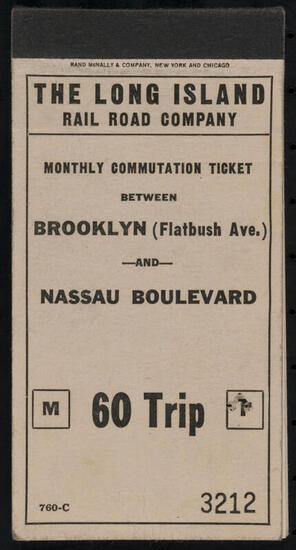 RAND McNALLY & COMPANY, NEW YORK AND CHICAGO
THE LONG ISLAND
RAIL ROAD COMPANY
MONTHLY COMMUTATION TICKET
BETWEEN
BROOKLYN (Flatbush Ave.)
—AND—
NASSAU BOULEVARD
M 60 Trip
760-C 3212